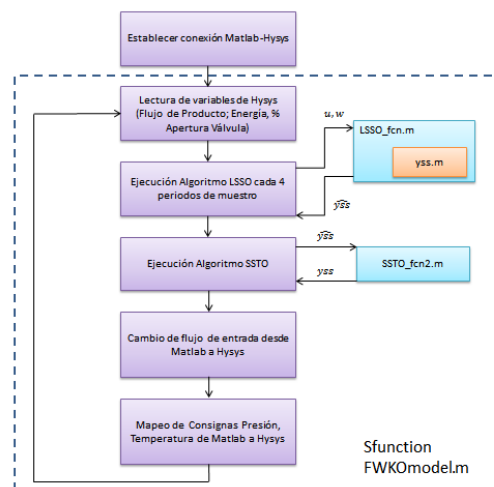 Establecer conexión Matlab-Hysys
Lectura de variables de Hysys
(Flujo de Producto; Energía, %
Apertura Válvula)
u, w
LSSO_fcn.m
yss.m
Ejecución Algoritmo LSSO cada 4
periodos de muestro
y͡ss
y͡ss
Ejecución Algoritmo SSTO
yss
SSTO_fcn2.m
Cambio de flujo de entrada desde
Matlab a Hysys
Mapeo de Consignas Presión,
Temperatura de Matlab a Hysys
Sfunction
FWKOmodel.m